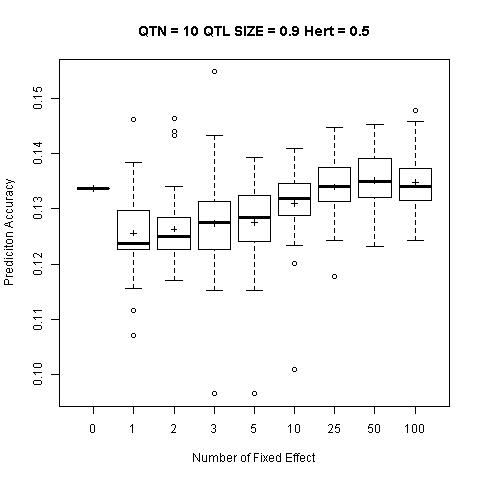 QTN = 10 QTL SIZE = 0.9 Hert = 0.5
Prediciton Accuracy
0.15
0.14
0.13
0.12
0.11
0.10
0 1 2 3 5 10 25 50 100
Number of Fixed Effect